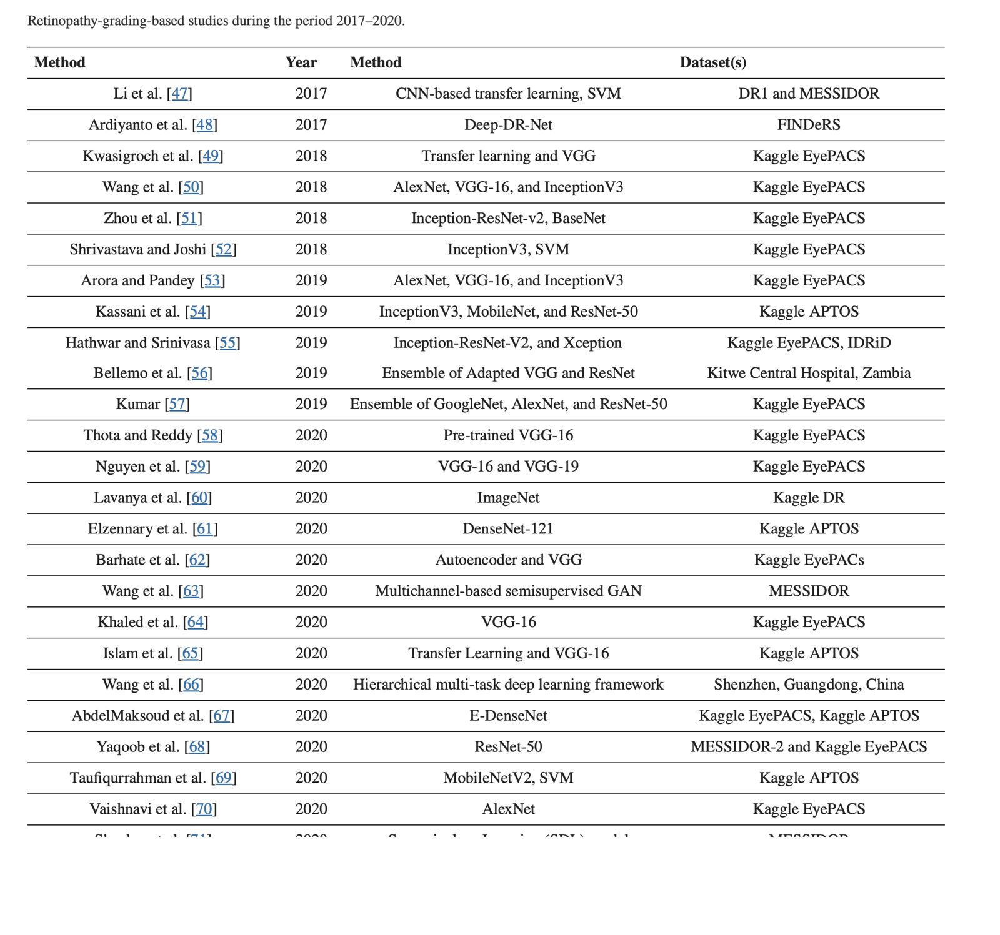 Retinopathy-grading-based studies during the period 2017–2020.
Method Year Method Dataset(s)
Li et al. [47] 2017 CNN-based transfer learning, SVM DR1 and MESSIDOR
Ardiyanto et al. [48] 2017 Deep-DR-Net FINDeRS
Kwasigroch et al. [49] 2018 Transfer learning and VGG Kaggle EyePACS
Wang et al. [50] 2018 AlexNet, VGG-16, and InceptionV3 Kaggle EyePACS
Zhou et al. [51] 2018 Inception-ResNet-v2, BaseNet Kaggle EyePACS
Shrivastava and Joshi [52] 2018 InceptionV3, SVM Kaggle EyePACS
Arora and Pandey [53] 2019 AlexNet, VGG-16, and InceptionV3 Kaggle EyePACS
Kassani et al. [54] 2019 InceptionV3, MobileNet, and ResNet-50 Kaggle APTOS
Hathwar and Srinivasa [55] 2019 Inception-ResNet-V2, and Xception Kaggle EyePACS, IDRiD
Bellemo et al. [56] 2019 Ensemble of Adapted VGG and ResNet Kitwe Central Hospital, Zambia
Kumar [57] 2019 Ensemble of GoogleNet, AlexNet, and ResNet-50 Kaggle EyePACS
Thota and Reddy [58] 2020 Pre-trained VGG-16 Kaggle EyePACS
Nguyen et al. [59] 2020 VGG-16 and VGG-19 Kaggle EyePACS
Lavanya et al. [60] 2020 ImageNet Kaggle DR
Elzennary et al. [61] 2020 DenseNet-121 Kaggle APTOS
Barhate et al. [62] 2020 Autoencoder and VGG Kaggle EyePACs
Wang et al. [63] 2020 Multichannel-based semisupervised GAN MESSIDOR
Khaled et al. [64] 2020 VGG-16 Kaggle EyePACS
Islam et al. [65] 2020 Transfer Learning and VGG-16 Kaggle APTOS
Wang et al. [66] 2020 Hierarchical multi-task deep learning framework Shenzhen, Guangdong, China
AbdelMaksoud et al. [67] 2020 E-DenseNet Kaggle EyePACS, Kaggle APTOS
Yaqoob et al. [68] 2020 ResNet-50 MESSIDOR-2 and Kaggle EyePACS
Taufiqurrahman et al. [69] 2020 MobileNetV2, SVM Kaggle APTOS
Vaishnavi et al. [70] 2020 AlexNet Kaggle EyePACS
[71] 2020 MESSIDOR